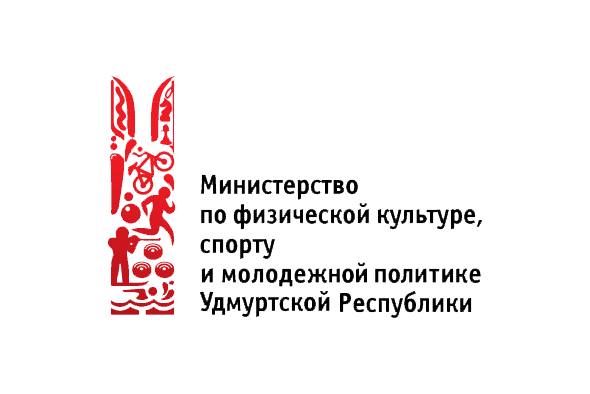 Министерство
по физической культуре,
спорту
и молодежной политике
Удмуртской Республики